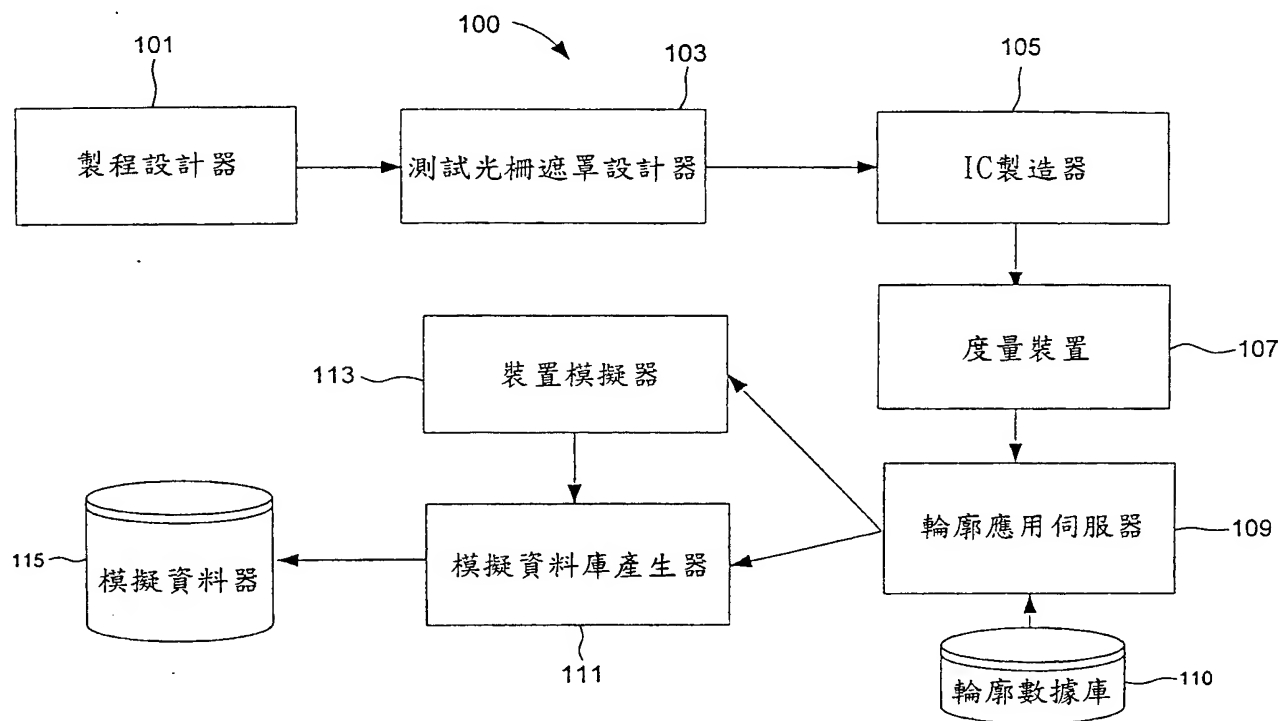 100
101
103
105
製程設計器
測試光柵遮罩設計器
IC製造器
度量裝置
107
113
裝置模擬器
115
模擬資料器
模擬資料庫產生器
111
輪廓應用伺服器
109
輪廓數據庫
110